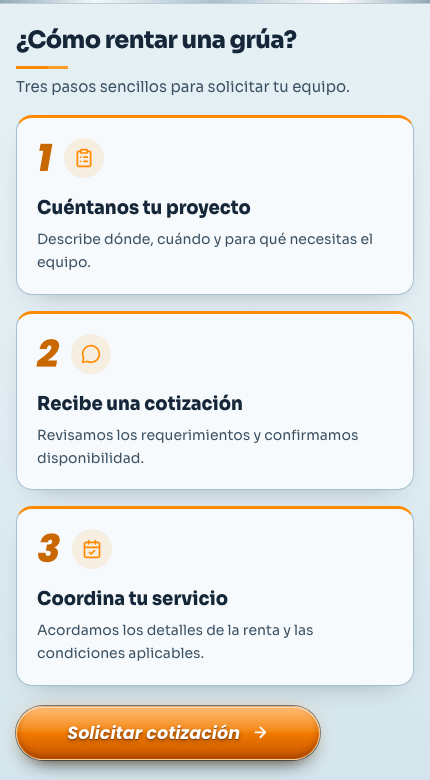 ¿Cómo rentar una grúa?
Tres pasos sencillos para solicitar tu equipo.
1
Cuéntanos tu proyecto
Describe dónde, cuándo y para qué necesitas el
equipo.
2
Recibe una cotización
Revisamos los requerimientos y confirmamos
disponibilidad.
3
Coordina tu servicio
Acordamos los detalles de la renta y las
condiciones aplicables.
Solicitar cotización →